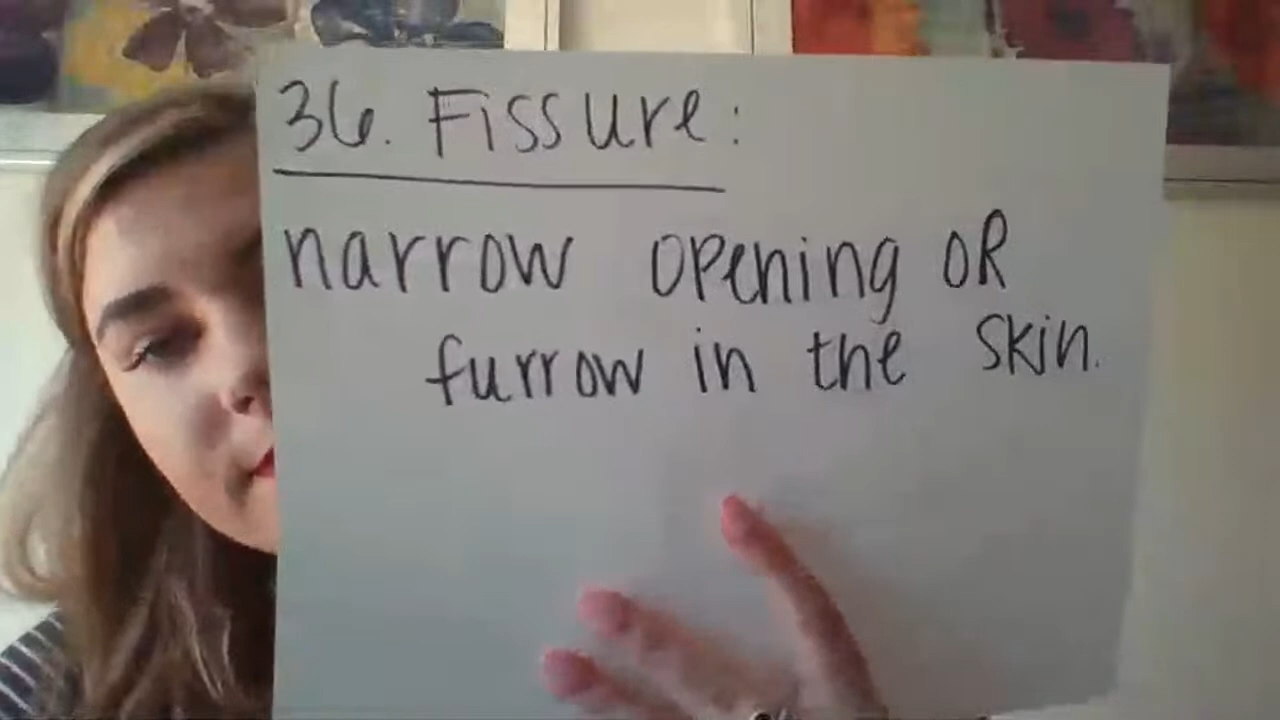 36. Fissure:
narrow opening OR
furrow in the skin.